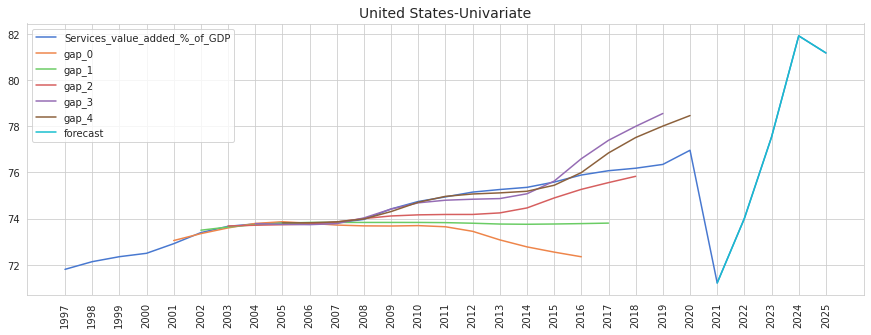 United States-Univariate
Services_value_added_%_of_GDP
gap_0
gap_1
gap_2
gap_3
gap_4
forecast
82
80
78
76
74
72
1997 1998 1999 2000 2001 2002 2003 2004 2005 2006 2007 2008 2009 2010 2011 2012 2013 2014 2015 2016 2017 2018 2019 2020 2021 2022 2023 2024 2025